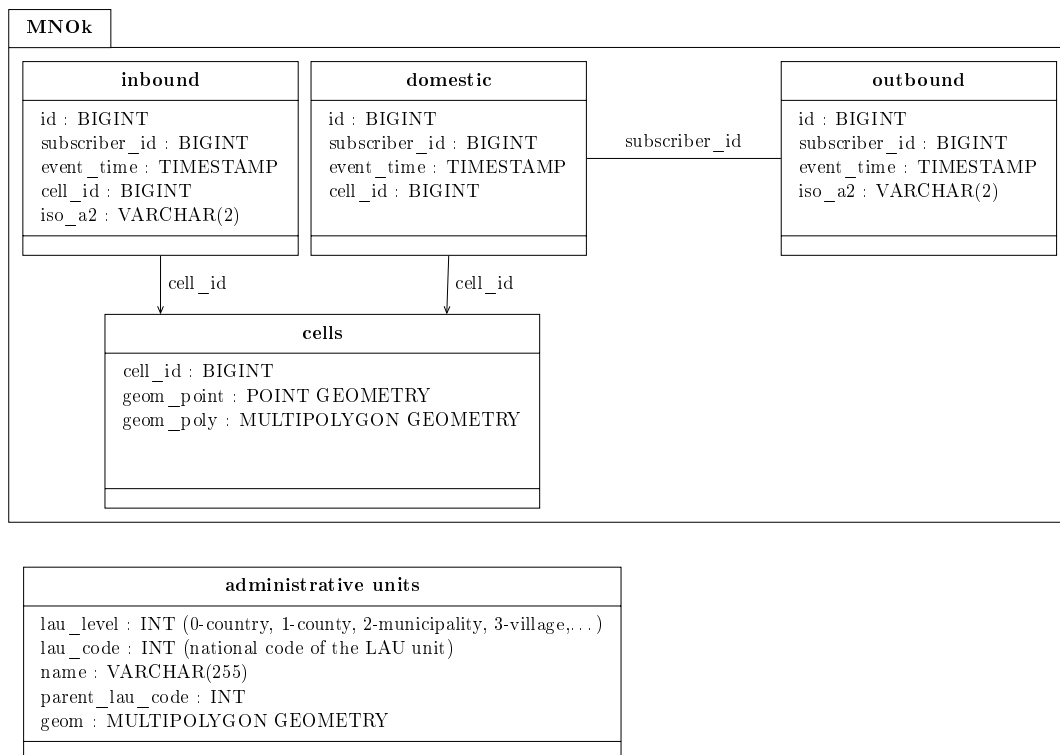 MNOk
inbound
id : BIGINT
subscriber_id : BIGINT
event_time : TIMESTAMP
cell_id : BIGINT
iso_a2 : VARCHAR(2)
domestic
id : BIGINT
subscriber_id : BIGINT
event_time : TIMESTAMP
cell_id : BIGINT
subscriber_id
outbound
id : BIGINT
subscriber_id : BIGINT
event_time : TIMESTAMP
iso_a2 : VARCHAR(2)
cell_id
cell_id
cells
cell_id : BIGINT
geom_point : POINT GEOMETRY
geom_poly : MULTIPOLYGON GEOMETRY
administrative units
lau_level : INT (0-country, 1-county, 2-municipality, 3-village,...)
lau_code : INT (national code of the LAU unit)
name : VARCHAR(255)
parent_lau_code : INT
geom : MULTIPOLYGON GEOMETRY